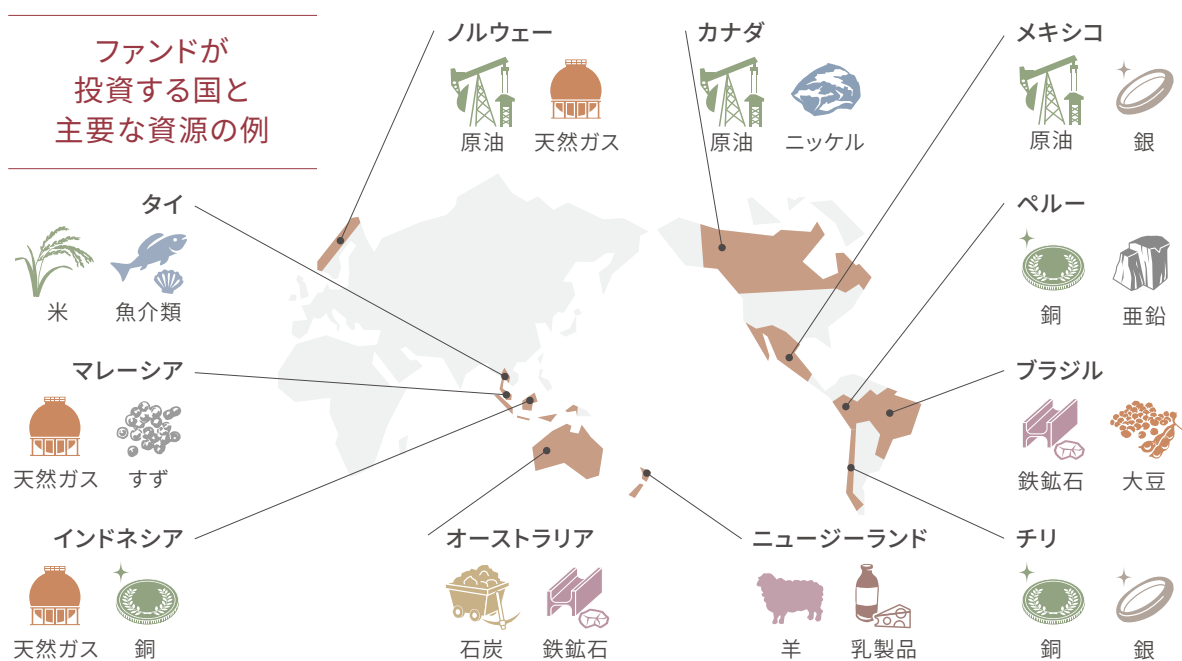 ファンドが
投資する国と
主要な資源の例
ノルウェー
原油
天然ガス
カナダ
原油
ニッケル
メキシコ
原油
銀
タイ
米
魚介類
ペルー
銅
亜鉛
マレーシア
天然ガス
すず
ブラジル
鉄鉱石
大豆
インドネシア
天然ガス
銅
オーストラリア
石炭
鉄鉱石
ニュージーランド
羊
乳製品
チリ
銅
銀